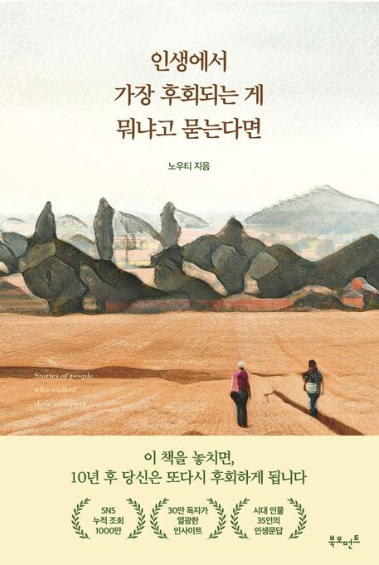 인생에서
가장 후회되는 게
뭐냐고 묻는다면
노우티 지음
Stories of people
who walked
이 책을 놓치면,
10년 후 당신은 또다시 후회하게 됩니다
SNS
누적 조회
1000만
30만 독자가
열광한
인사이트
시대 인물
35인의
인생문답
북모먼트